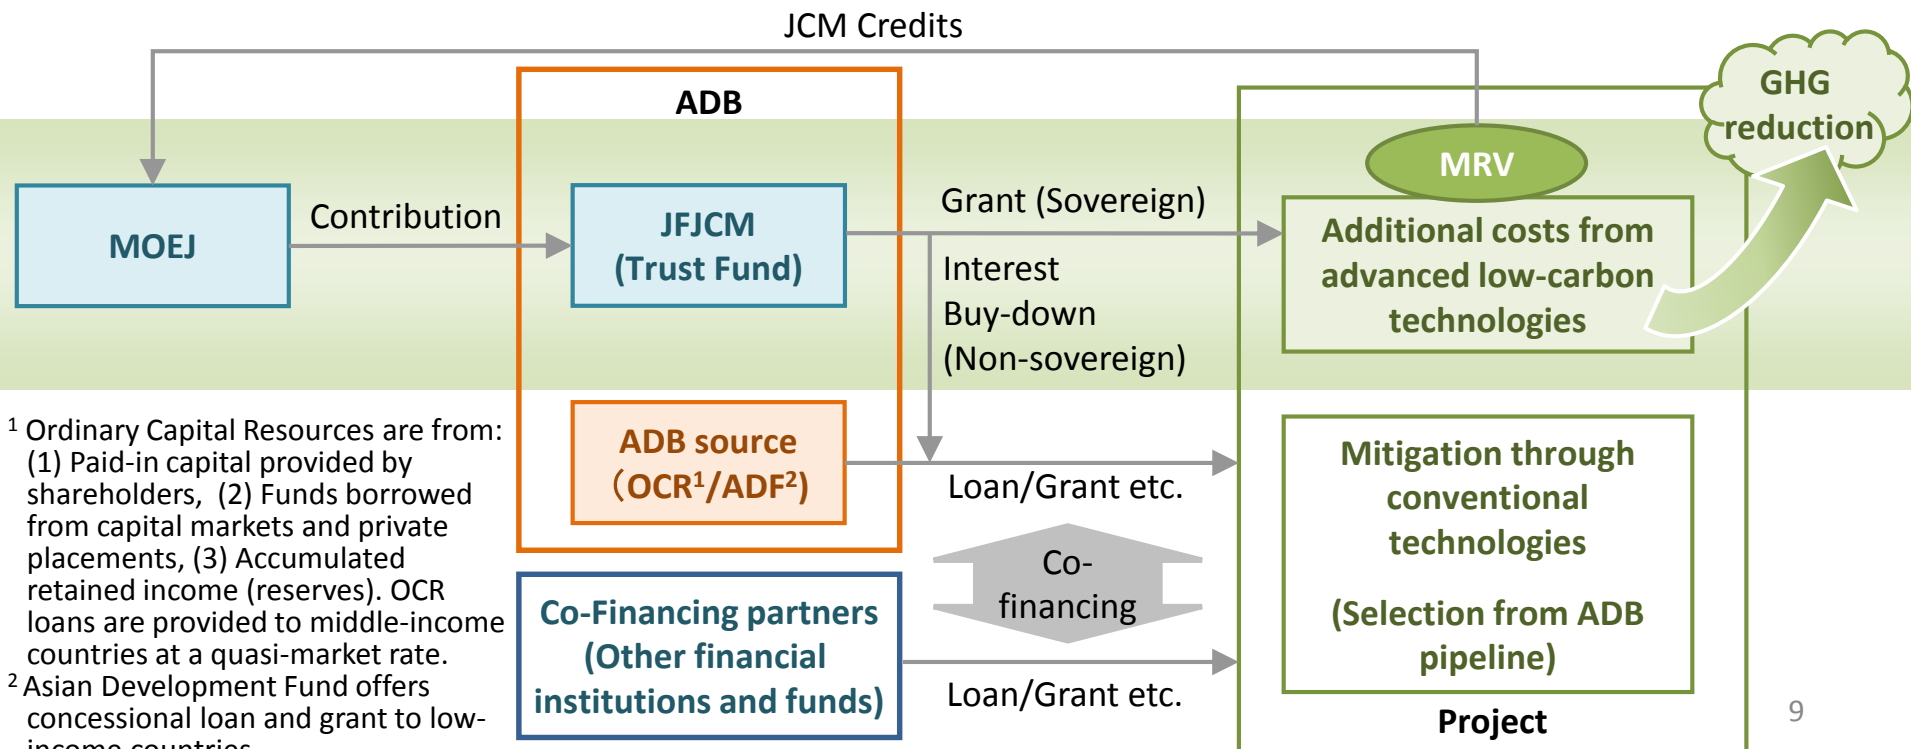 JCM Credits
ADB
GHG
reduction
MRV
MOEJ
Contribution
JFJCM
(Trust Fund)
Grant (Sovereign)
Interest
Buy-down
(Non-sovereign)
Additional costs from
advanced low-carbon
technologies
ADB source
（OCR¹/ADF²)
Loan/Grant etc.
Mitigation through
conventional
technologies
(Selection from ADB
pipeline)
Co-
financing
Co-Financing partners
(Other financial
institutions and funds)
Loan/Grant etc.
Project
¹ Ordinary Capital Resources are from:
(1) Paid-in capital provided by
shareholders, (2) Funds borrowed
from capital markets and private
placements, (3) Accumulated
retained income (reserves). OCR
loans are provided to middle-income
countries at a quasi-market rate.
² Asian Development Fund offers
concessional loan and grant to low-
income countries
9